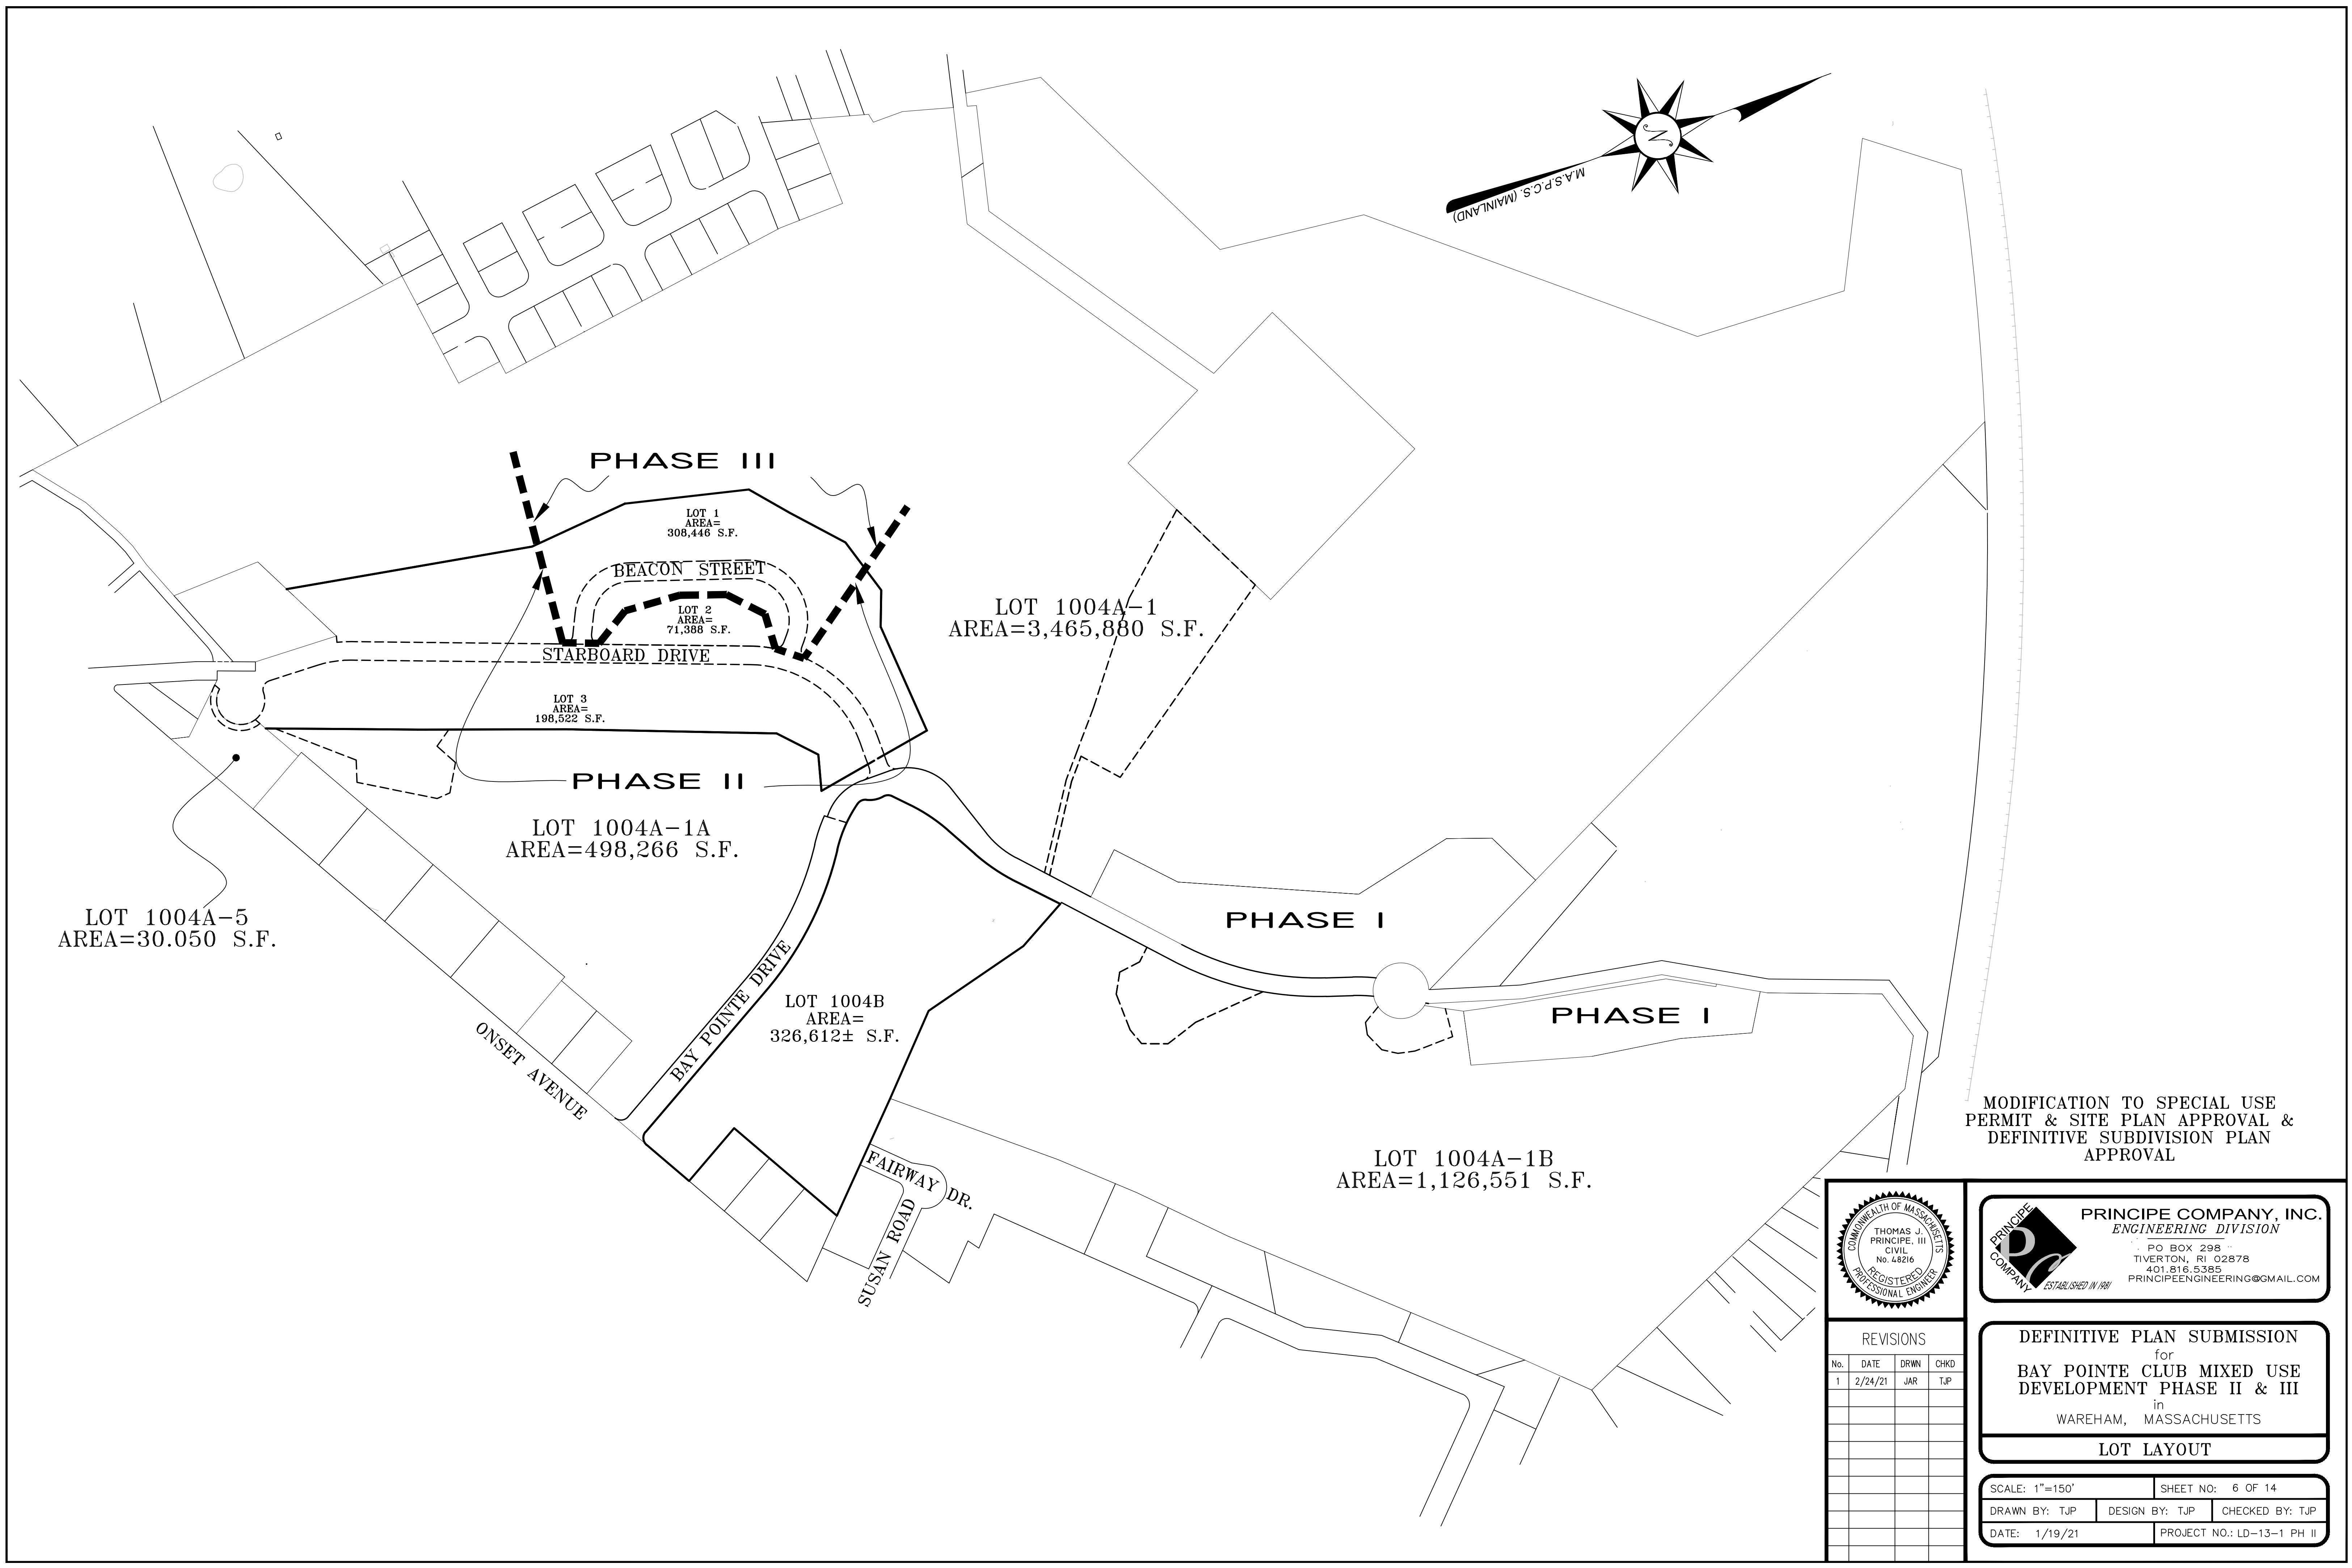 M.A.S.P.C.S. (MAINLAND)
PHASE III
LOT 1
AREA=
308,446 S.F.
BEACON STREET
LOT 2
AREA=
71,388 S.F.
STARBOARD DRIVE
LOT 3
AREA=
198,522 S.F.
PHASE II
LOT 1004A-1
AREA=3,465,880 S.F.
LOT 1004A-1A
AREA=498,266 S.F.
LOT 1004A-5
AREA=30.050 S.F.
PHASE I
PHASE I
BAY POINTE DRIVE
LOT 1004B
AREA=
326,612± S.F.
ONSET AVENUE
FAIRWAY DR.
SUSAN ROAD
LOT 1004A-1B
AREA=1,126,551 S.F.
MODIFICATION TO SPECIAL USE
PERMIT & SITE PLAN APPROVAL &
DEFINITIVE SUBDIVISION PLAN
APPROVAL
COMMONWEALTH OF MASSACHUSETTS
THOMAS J.
PRINCIPE, III
CIVIL
No. 48216
REGISTERED
PROFESSIONAL ENGINEER
PRINCIPE
COMPANY
ESTABLISHED IN 1981
PRINCIPE COMPANY, INC.
ENGINEERING DIVISION
PO BOX 298
TIVERTON, RI 02878
401.816.5385
PRINCIPEENGINEERING@GMAIL.COM
REVISIONS
No. DATE DRWN CHKD
1 2/24/21 JAR TJP
DEFINITIVE PLAN SUBMISSION
for
BAY POINTE CLUB MIXED USE
DEVELOPMENT PHASE II & III
in
WAREHAM, MASSACHUSETTS
LOT LAYOUT
SCALE: 1"=150' SHEET NO: 6 OF 14
DRAWN BY: TJP DESIGN BY: TJP CHECKED BY: TJP
DATE: 1/19/21 PROJECT NO.: LD-13-1 PH II